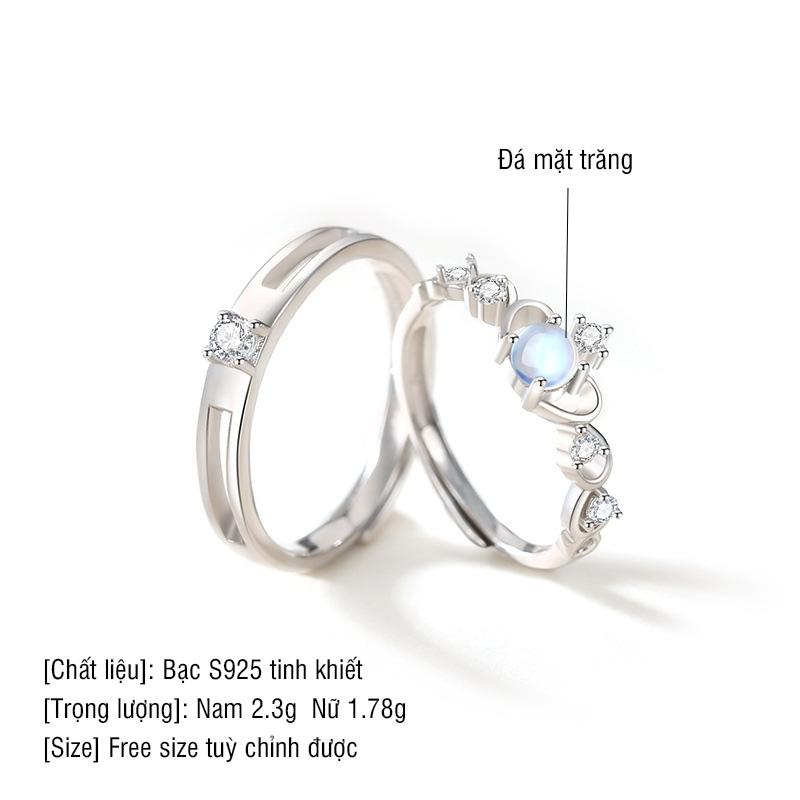 Đá mặt trăng
[Chất liệu]: Bạc S925 tinh khiết
[Trọng lượng]: Nam 2.3g  Nữ 1.78g
[Size] Free size tuỳ chỉnh được